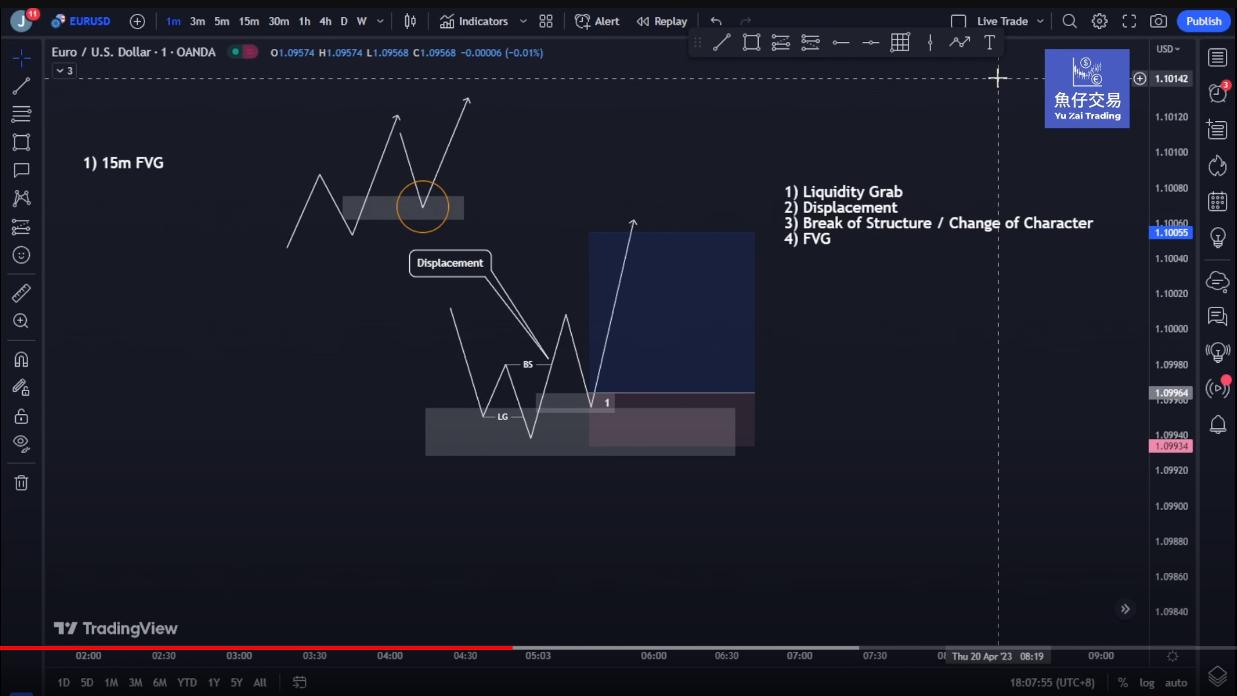 J 11 EURUSD 1m 3m 5m 15m 30m 1h 4h D W Indicators Alert Replay Live Trade Publish
Euro / U.S. Dollar · 1 · OANDA O1.09574 H1.09574 L1.09568 C1.09568 -0.00006 (-0.01%) USD
3
1.10142
魚仔交易
Yu Zai Trading
3
1.10120
1.10100
1) 15m FVG
1.10080
1) Liquidity Grab
2) Displacement
3) Break of Structure / Change of Character
4) FVG
1.10060
1.10055
1.10040
Displacement
1.10020
1.10000
BS
1.09980
1.09964
1.09960
1
LG
1.09940
1.09934
1.09920
1.09900
1.09880
1.09860
1.09840
TradingView
02:00 02:30 03:00 03:30 04:00 04:30 05:03 06:00 06:30 07:00 07:30 Thu 20 Apr '23 08:19 09:00
1D 5D 1M 3M 6M YTD 1Y 5Y All 18:07:55 (UTC+8) % log auto